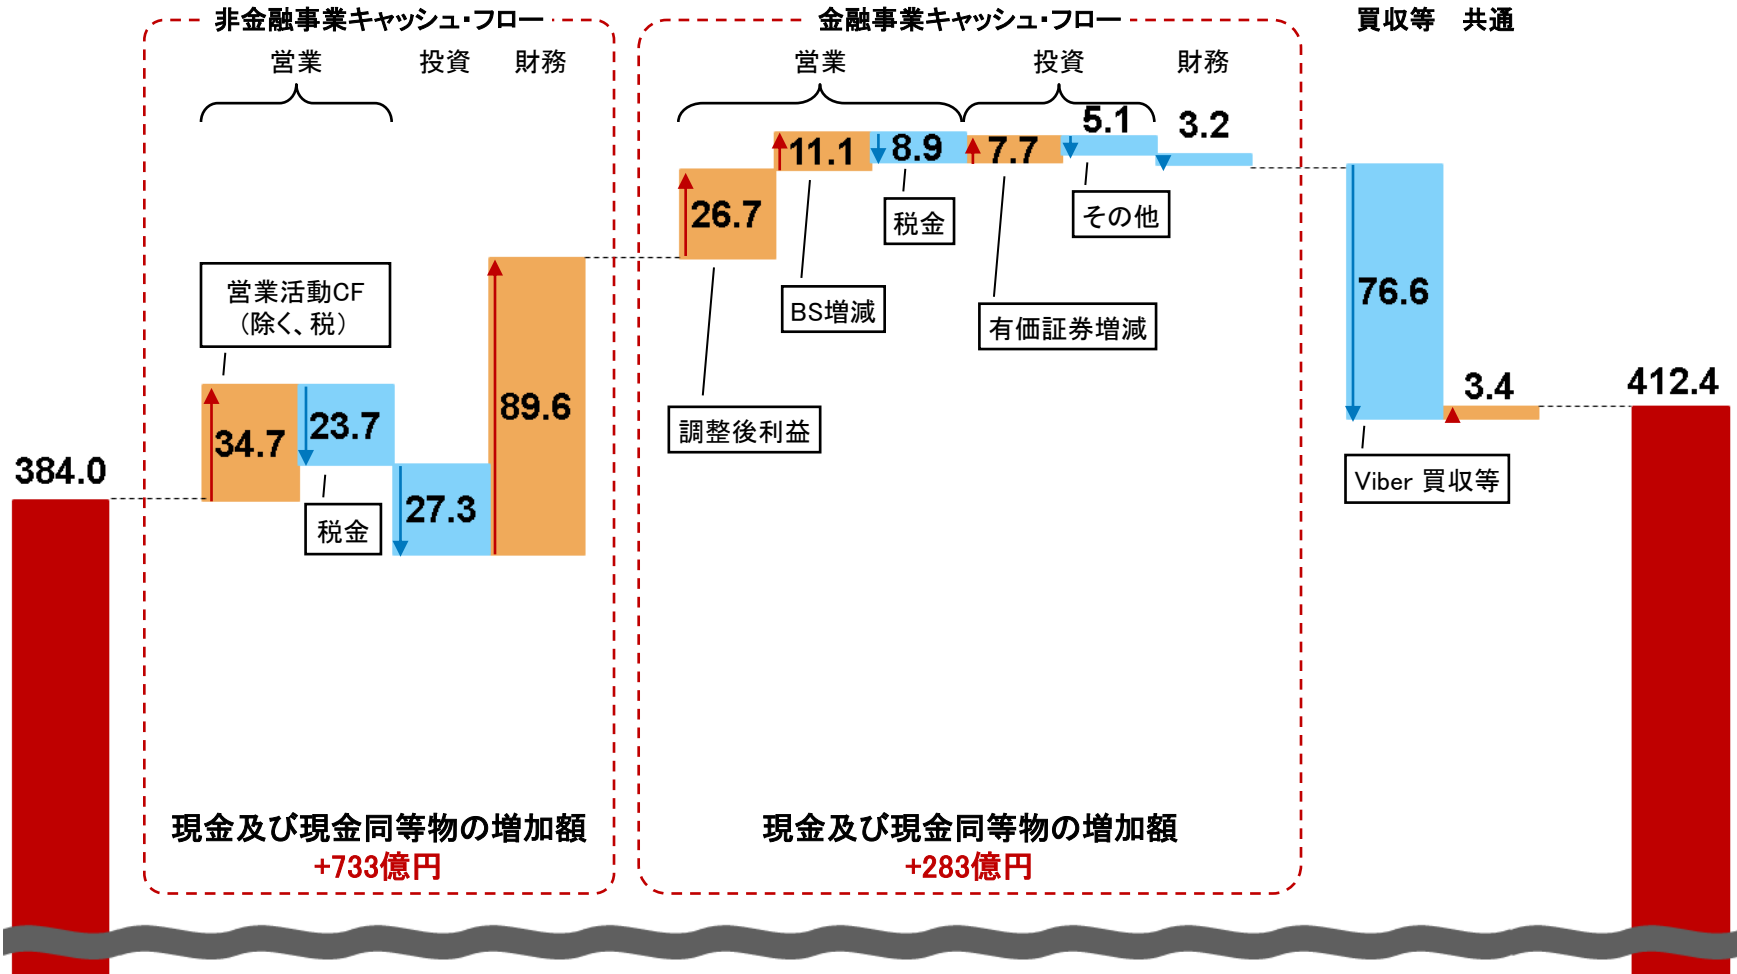 非金融事業キャッシュ・フロー
金融事業キャッシュ・フロー
買収等 共通
営業
投資
財務
営業
投資
財務
5.1
3.2
11.1
8.9
7.7
26.7
税金
その他
BS増減
有価証券増減
調整後利益
営業活動CF
（除く、税）
34.7
23.7
89.6
27.3
税金
384.0
76.6
3.4
412.4
Viber 買収等
現金及び現金同等物の増加額
+733億円
現金及び現金同等物の増加額
+283億円